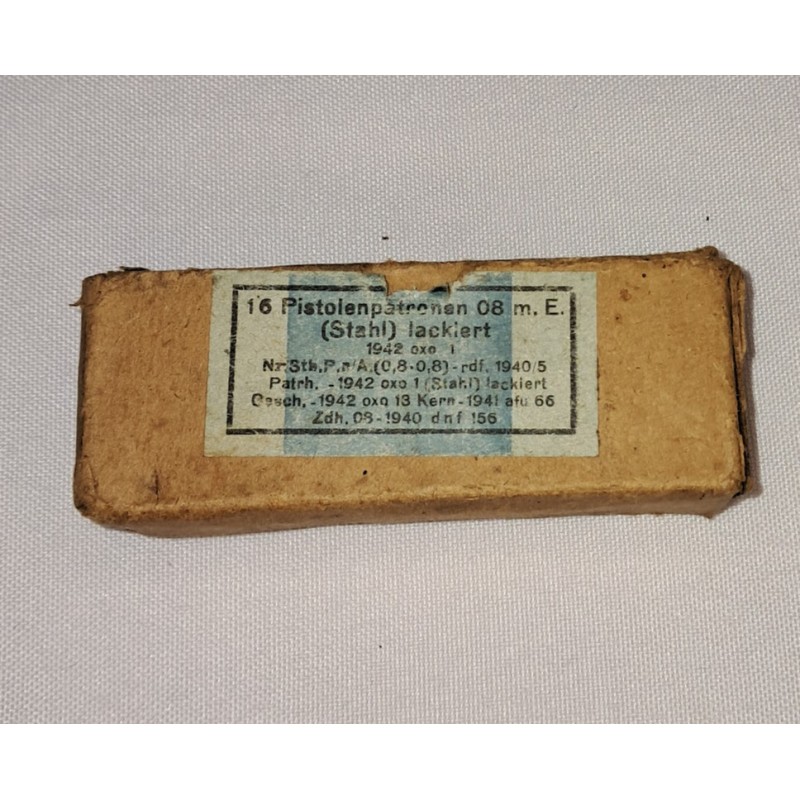 16 Pistolenpatronen 08 m. E.
(Stahl) lackiert
1942 oxo 1
Nz.Stb.P.n/A.(0,8·0,8)-rdf. 1940/5
Patrh. -1942 oxo 1 (Stahl) lackiert
Gesch. -1942 oxo 13 Kern-1941 afu 66
Zdh. 08-1940 dnf 156